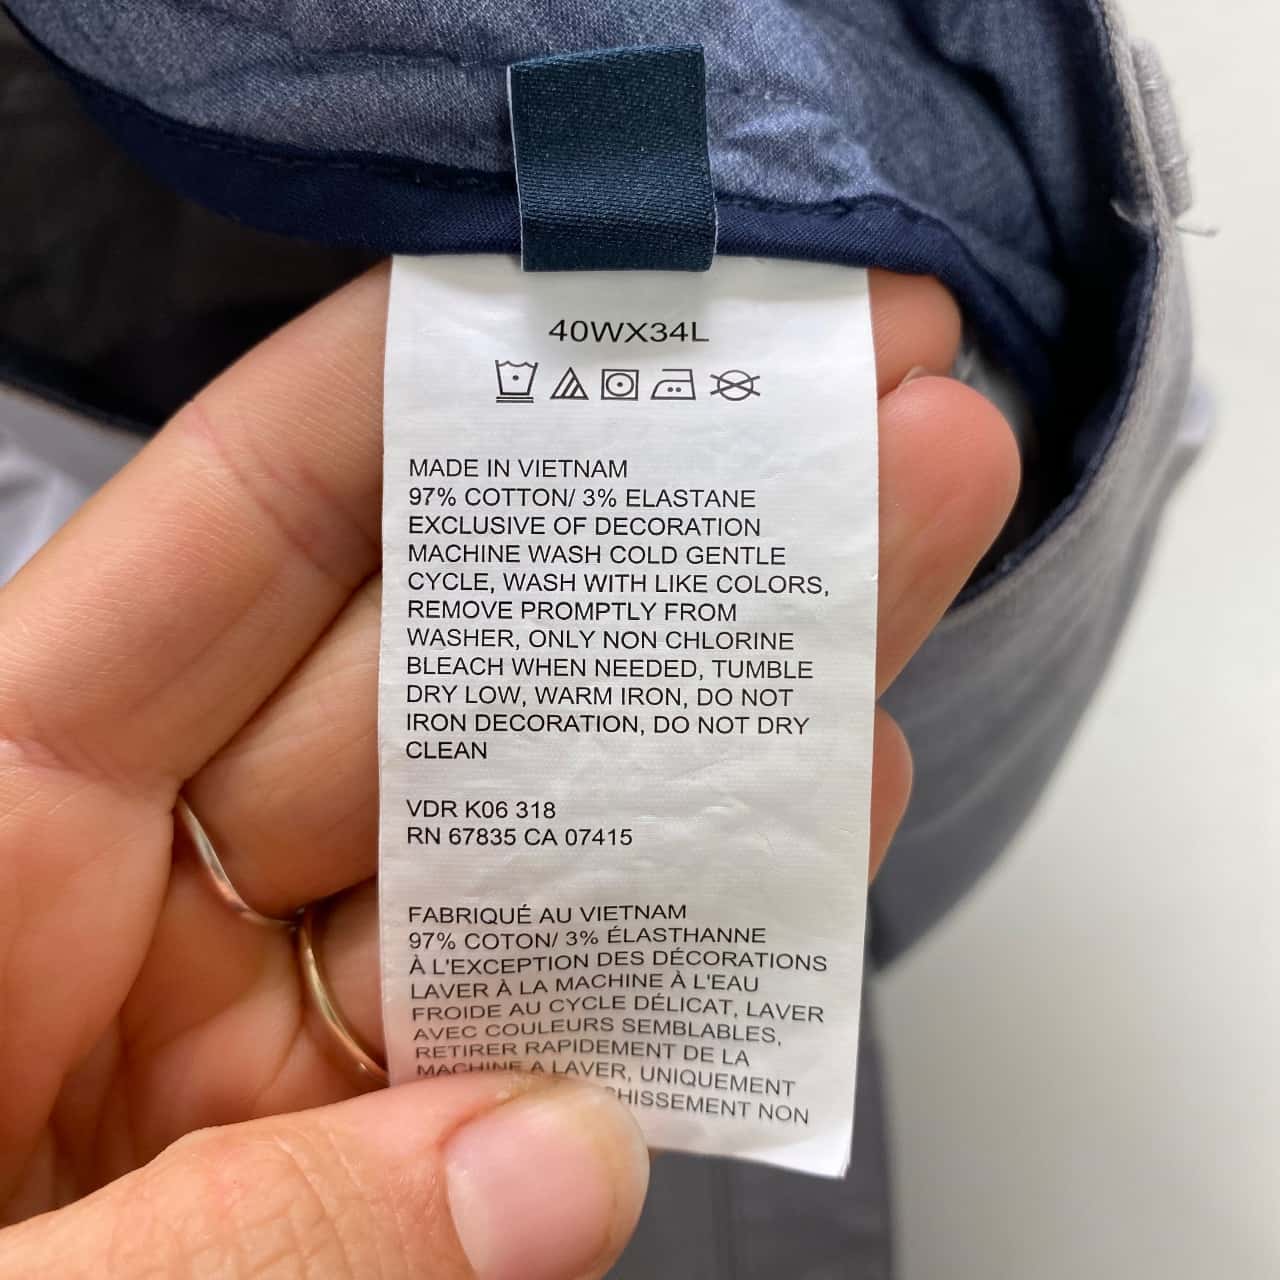 40WX34L
MADE IN VIETNAM
97% COTTON/ 3% ELASTANE
EXCLUSIVE OF DECORATION
MACHINE WASH COLD GENTLE
CYCLE, WASH WITH LIKE COLORS,
REMOVE PROMPTLY FROM
WASHER, ONLY NON CHLORINE
BLEACH WHEN NEEDED, TUMBLE
DRY LOW, WARM IRON, DO NOT
IRON DECORATION, DO NOT DRY
CLEAN
VDR K06 318
RN 67835 CA 07415
FABRIQUÉ AU VIETNAM
97% COTON/ 3% ÉLASTHANNE
À L'EXCEPTION DES DÉCORATIONS
LAVER À LA MACHINE À L'EAU
FROIDE AU CYCLE DÉLICAT, LAVER
AVEC COULEURS SEMBLABLES,
RETIRER RAPIDEMENT DE LA
MACHINE A LAVER, UNIQUEMENT
NON